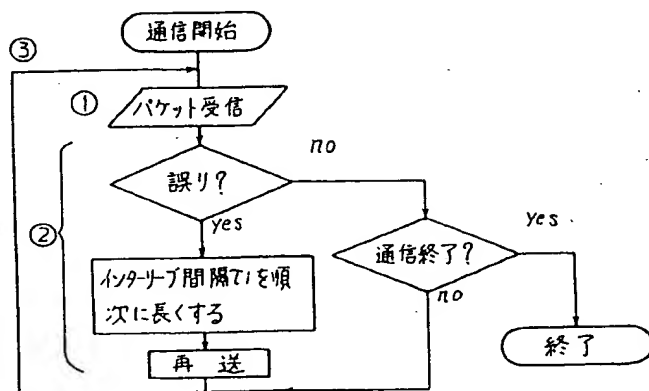 通信開始
③
①
パケット受信
no
誤り?
②
yes
yes
通信終了?
インターリーブ間隔τiを順
次に長くする
no
再送
終了